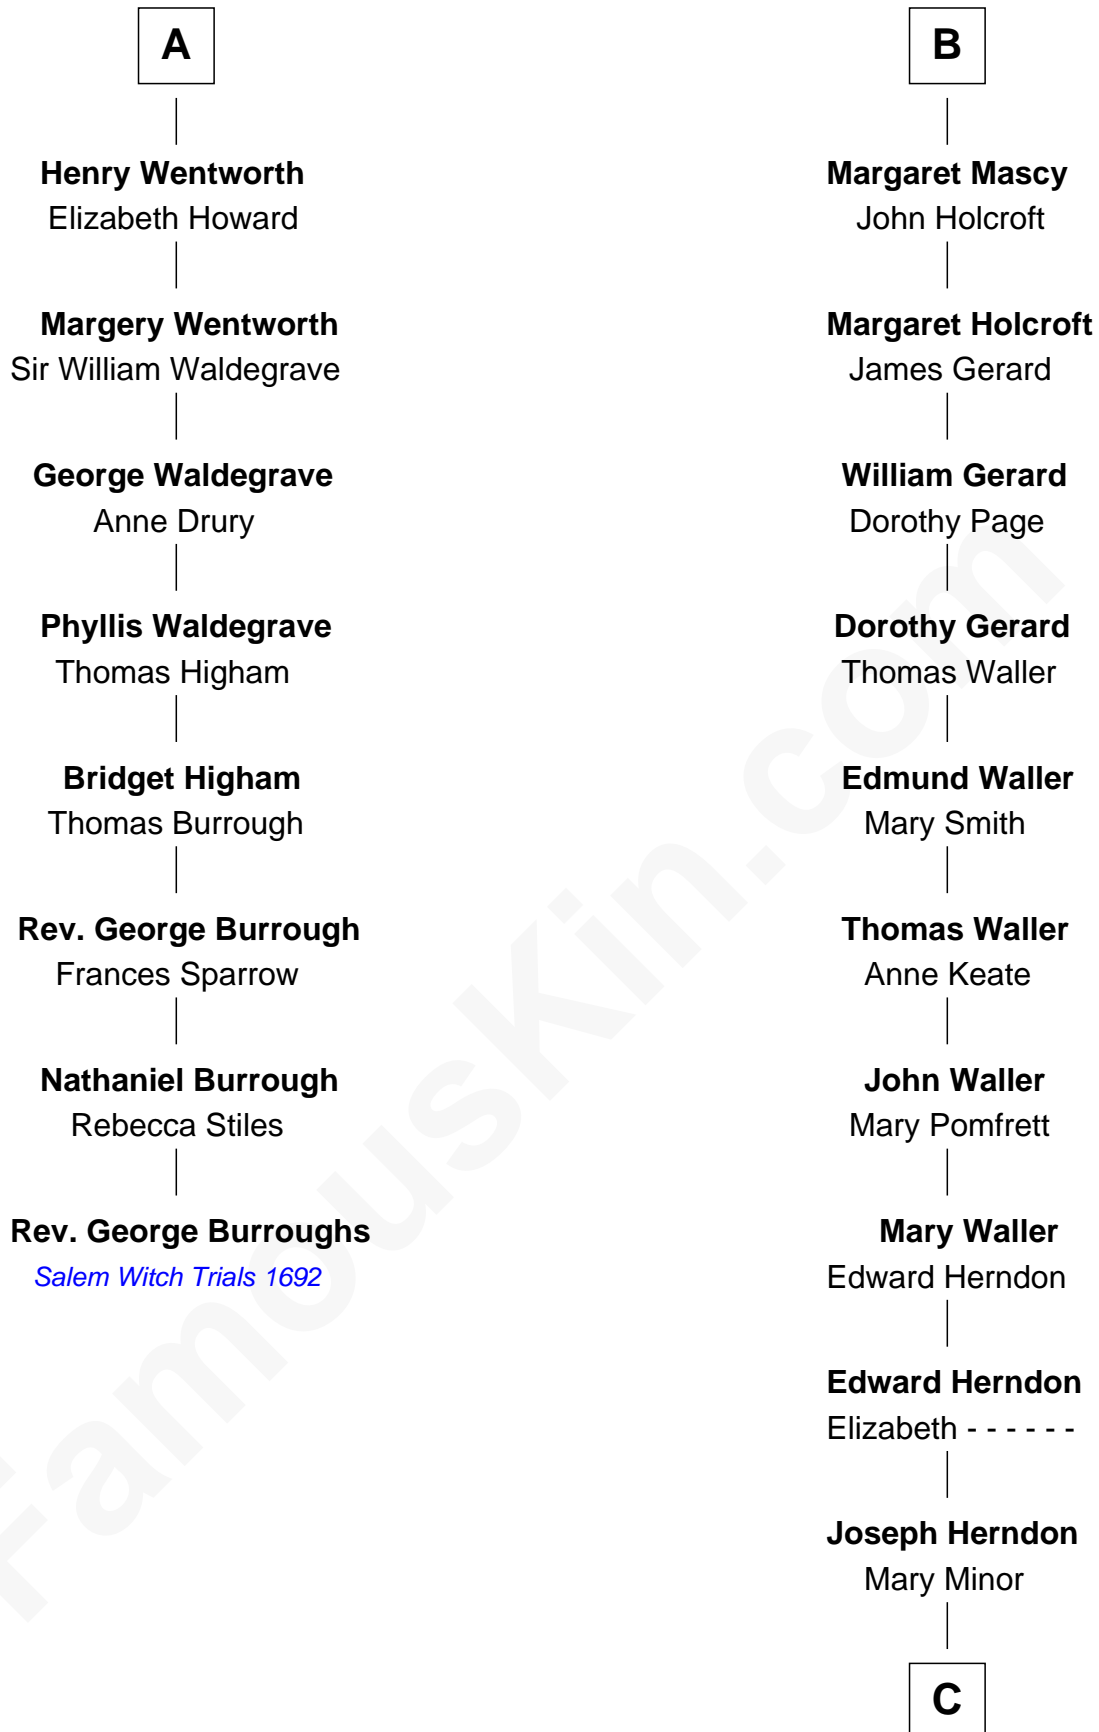 A
Henry Wentworth
Elizabeth Howard
Margery Wentworth
Sir William Waldegrave
George Waldegrave
Anne Drury
Phyllis Waldegrave
Thomas Higham
Bridget Higham
Thomas Burrough
Rev. George Burrough
Frances Sparrow
Nathaniel Burrough
Rebecca Stiles
Rev. George Burroughs
Salem Witch Trials 1692
B
Margaret Mascy
John Holcroft
Margaret Holcroft
James Gerard
William Gerard
Dorothy Page
Dorothy Gerard
Thomas Waller
Edmund Waller
Mary Smith
Thomas Waller
Anne Keate
John Waller
Mary Pomfrett
Mary Waller
Edward Herndon
Edward Herndon
Elizabeth - - - - - -
Joseph Herndon
Mary Minor
C
FamousKin.com